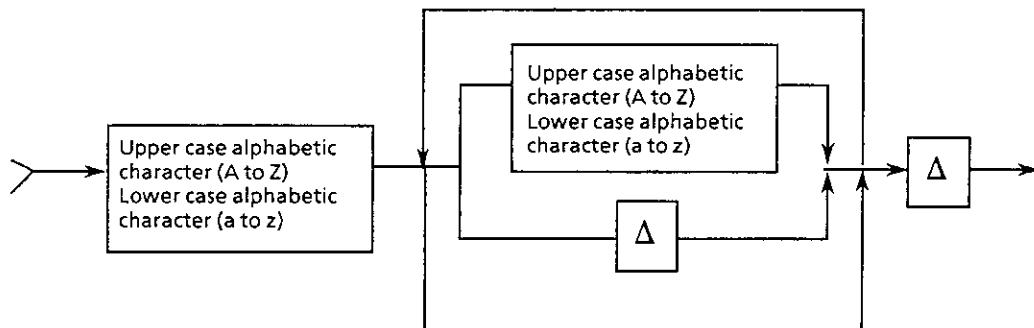 Upper case alphabetic
character (A to Z)
Lower case alphabetic
character (a to z)
Upper case alphabetic
character (A to Z)
Lower case alphabetic
character (a to z)
Δ
Δ